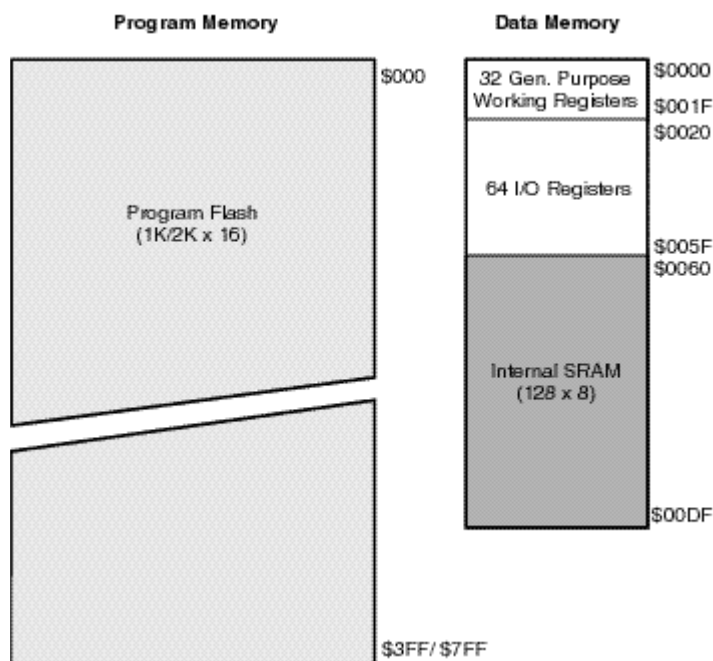 Program Memory
$000
Program Flash
(1K/2K x 16)
$3FF/ $7FF
Data Memory
32 Gen. Purpose
Working Registers
$0000
$001F
$0020
64 I/O Registers
$005F
$0060
Internal SRAM
(128 x 8)
$00DF